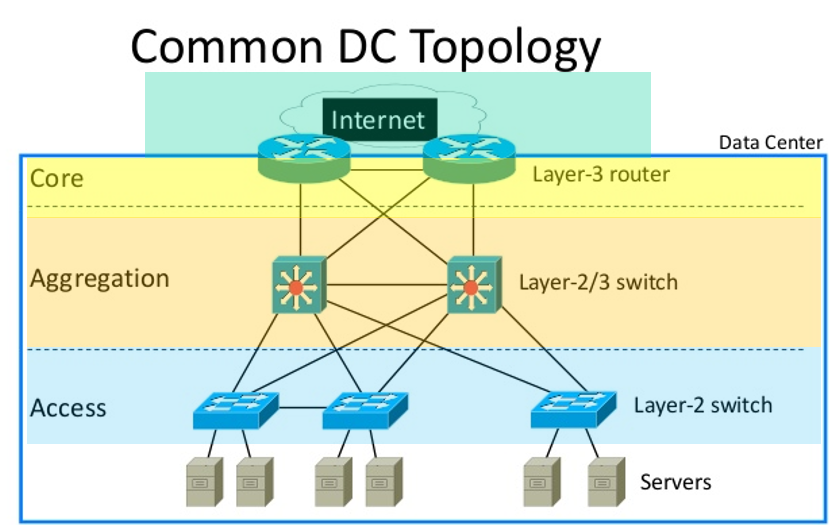 Common DC Topology
Internet
Data Center
Core
Layer-3 router
Aggregation
Layer-2/3 switch
Access
Layer-2 switch
Servers